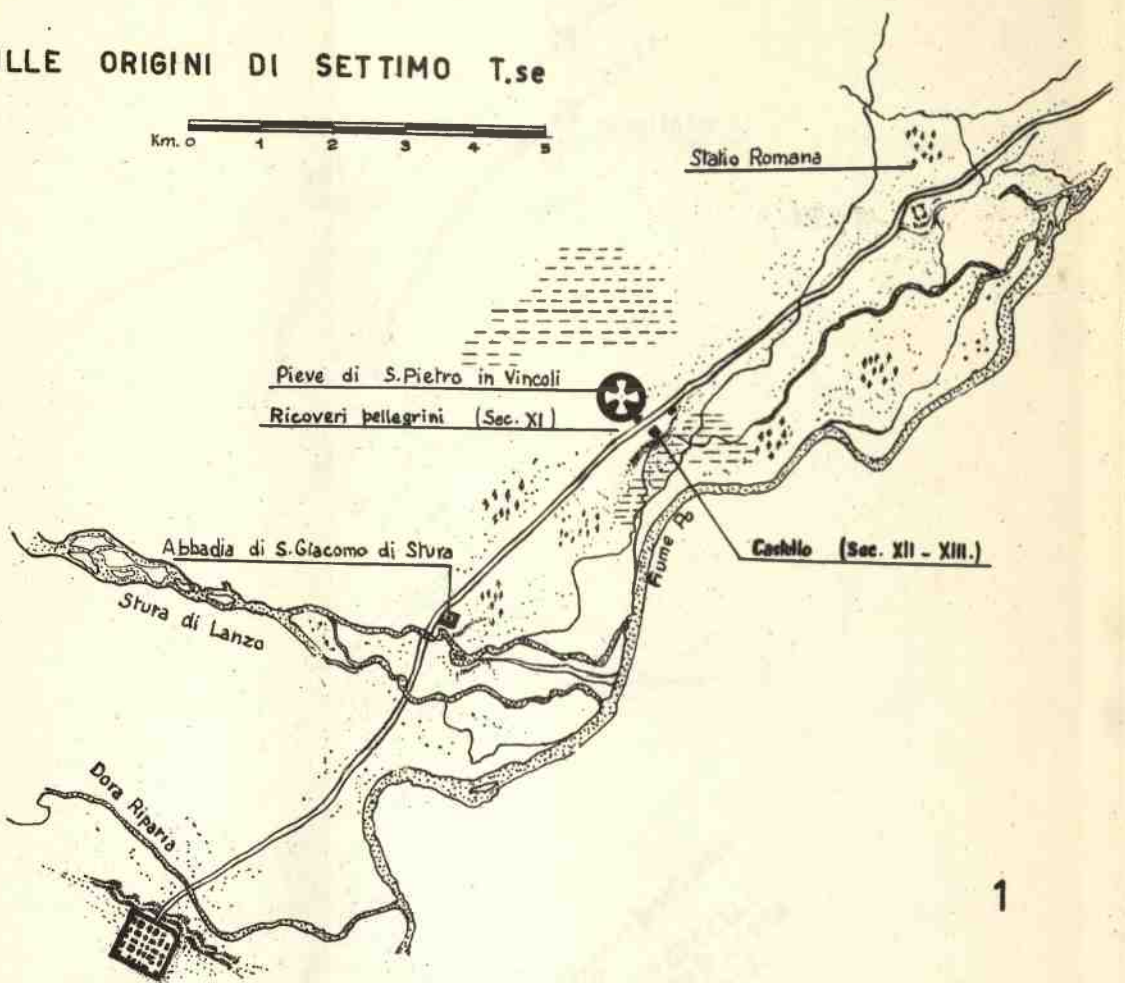 LLE ORIGINI DI SETTIMO T.se
Km. 0 1 2 3 4 5
Statio Romana
Pieve di S.Pietro in Vincoli
Ricoveri pellegrini (Sec. XI)
Abbadia di S.Giacomo di Stura
Castello (Sec. XII - XIII.)
Fiume Po
Stura di Lanzo
Dora Riparia
1